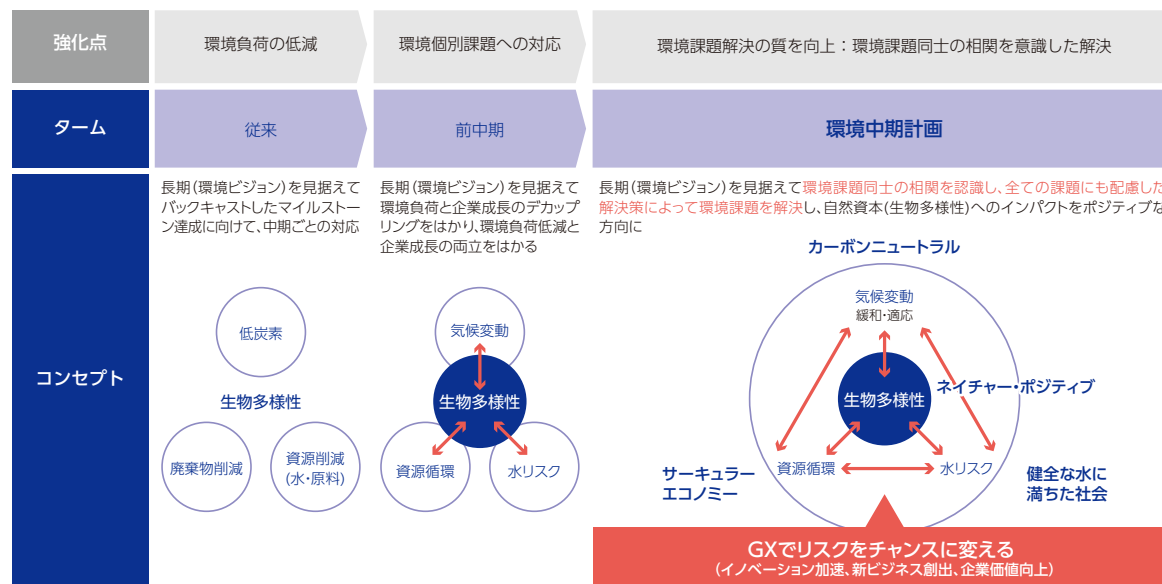 強化点
環境負荷の低減
環境個別課題への対応
環境課題解決の質を向上：環境課題同士の相関を意識した解決
ターム
従来
前中期
環境中期計画
コンセプト
長期（環境ビジョン）を見据えて
バックキャストしたマイルストー
ン達成に向けて、中期ごとの対応
低炭素
生物多様性
廃棄物削減
資源削減
(水・原料)
長期（環境ビジョン）を見据えて
環境負荷と企業成長のデカップ
リングをはかり、環境負荷低減と
企業成長の両立をはかる
気候変動
生物多様性
資源循環
水リスク
長期（環境ビジョン）を見据えて環境課題同士の相関を認識し、全ての課題にも配慮した
解決策によって環境課題を解決し、自然資本(生物多様性)へのインパクトをポジティブな
方向に
カーボンニュートラル
気候変動
緩和・適応
生物多様性
ネイチャー・ポジティブ
資源循環
水リスク
サーキュラー
エコノミー
健全な水に
満ちた社会
GXでリスクをチャンスに変える
（イノベーション加速、新ビジネス創出、企業価値向上）